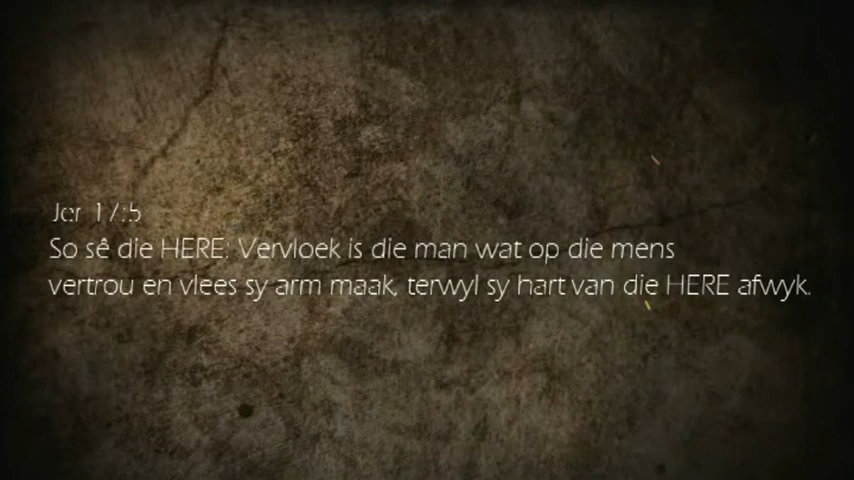 Jer 17:5
So sê die HERE: Vervloek is die man wat op die mens
vertrou en vlees sy arm maak, terwyl sy hart van die HERE afwyk.